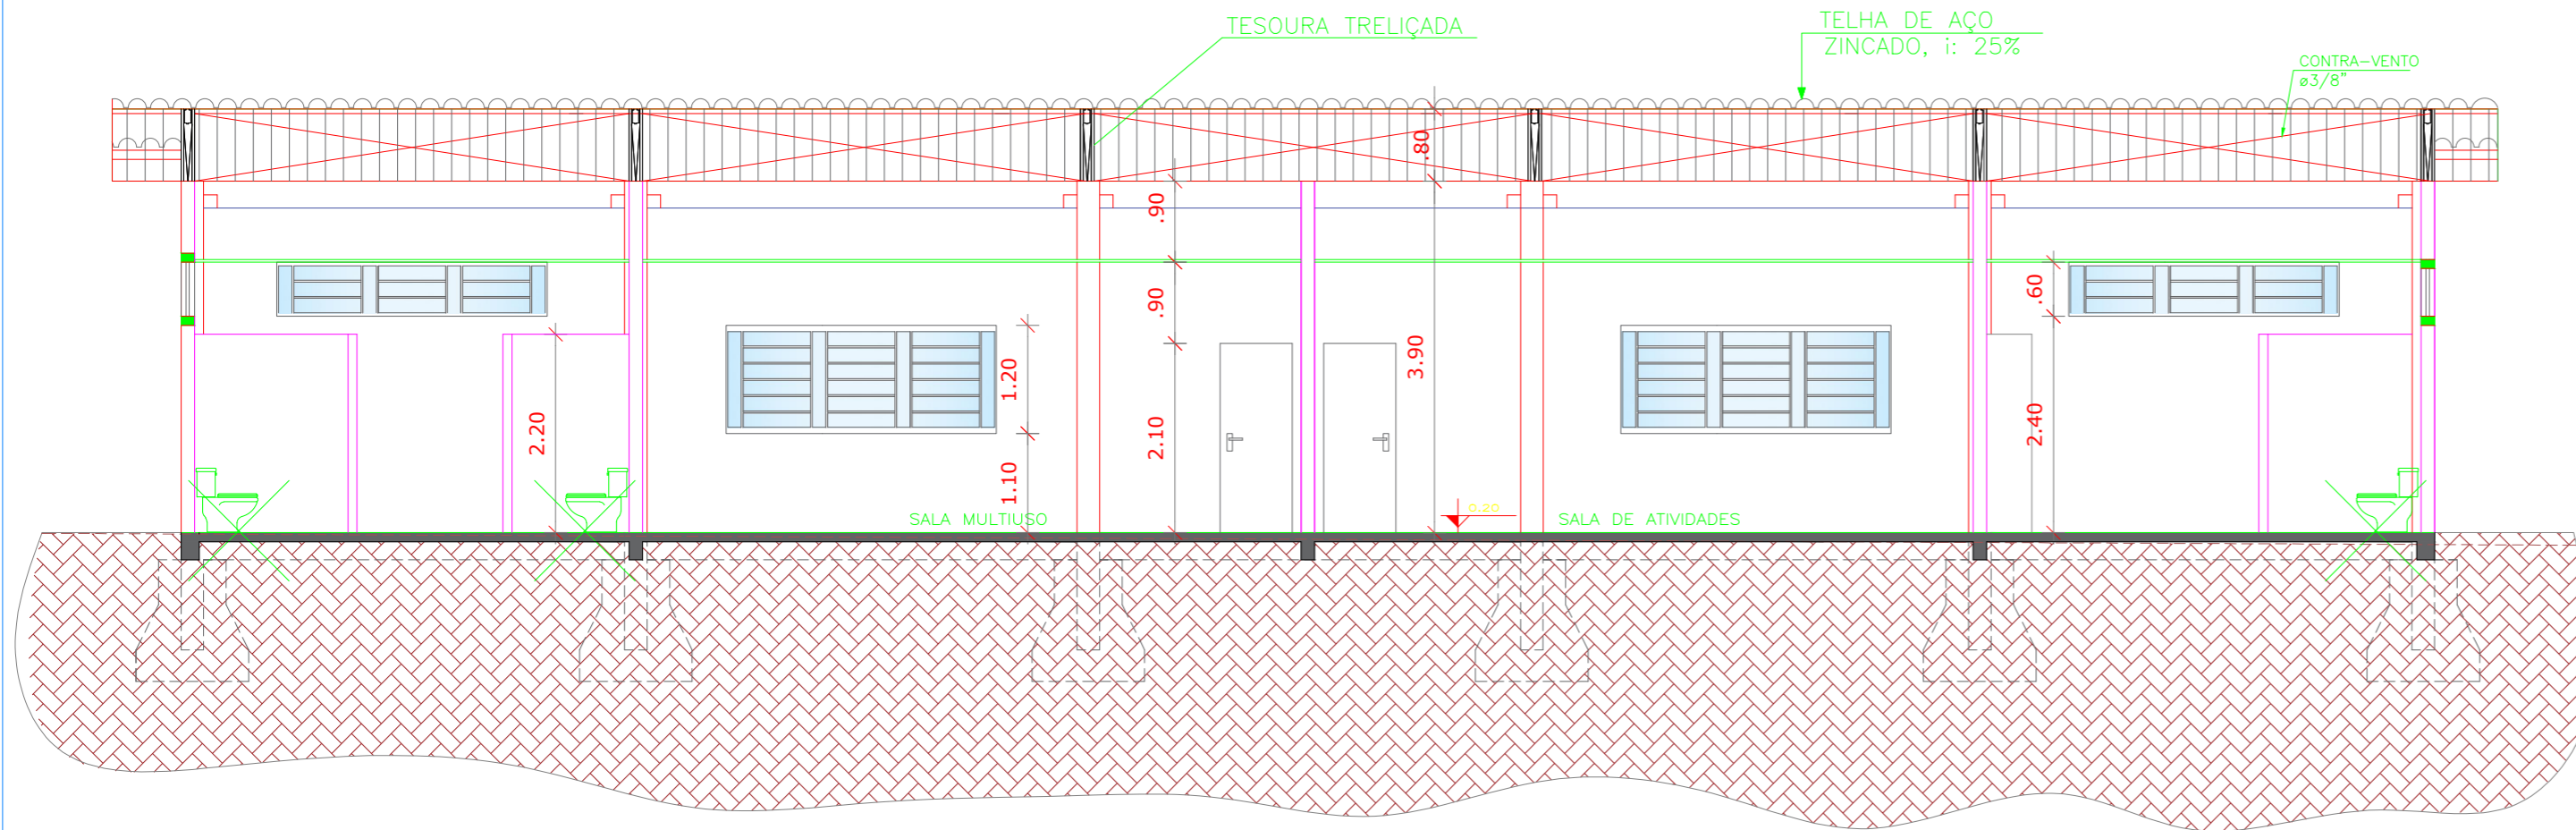 TESOURA TRELIÇADA
TELHA DE AÇO
ZINCADO, i: 25%
CONTRA-VENTO
ø3/8"
.80
.90
.90
.60
3.90
1.20
2.20
2.10
2.40
1.10
SALA MULTIUSO
0.20
SALA DE ATIVIDADES